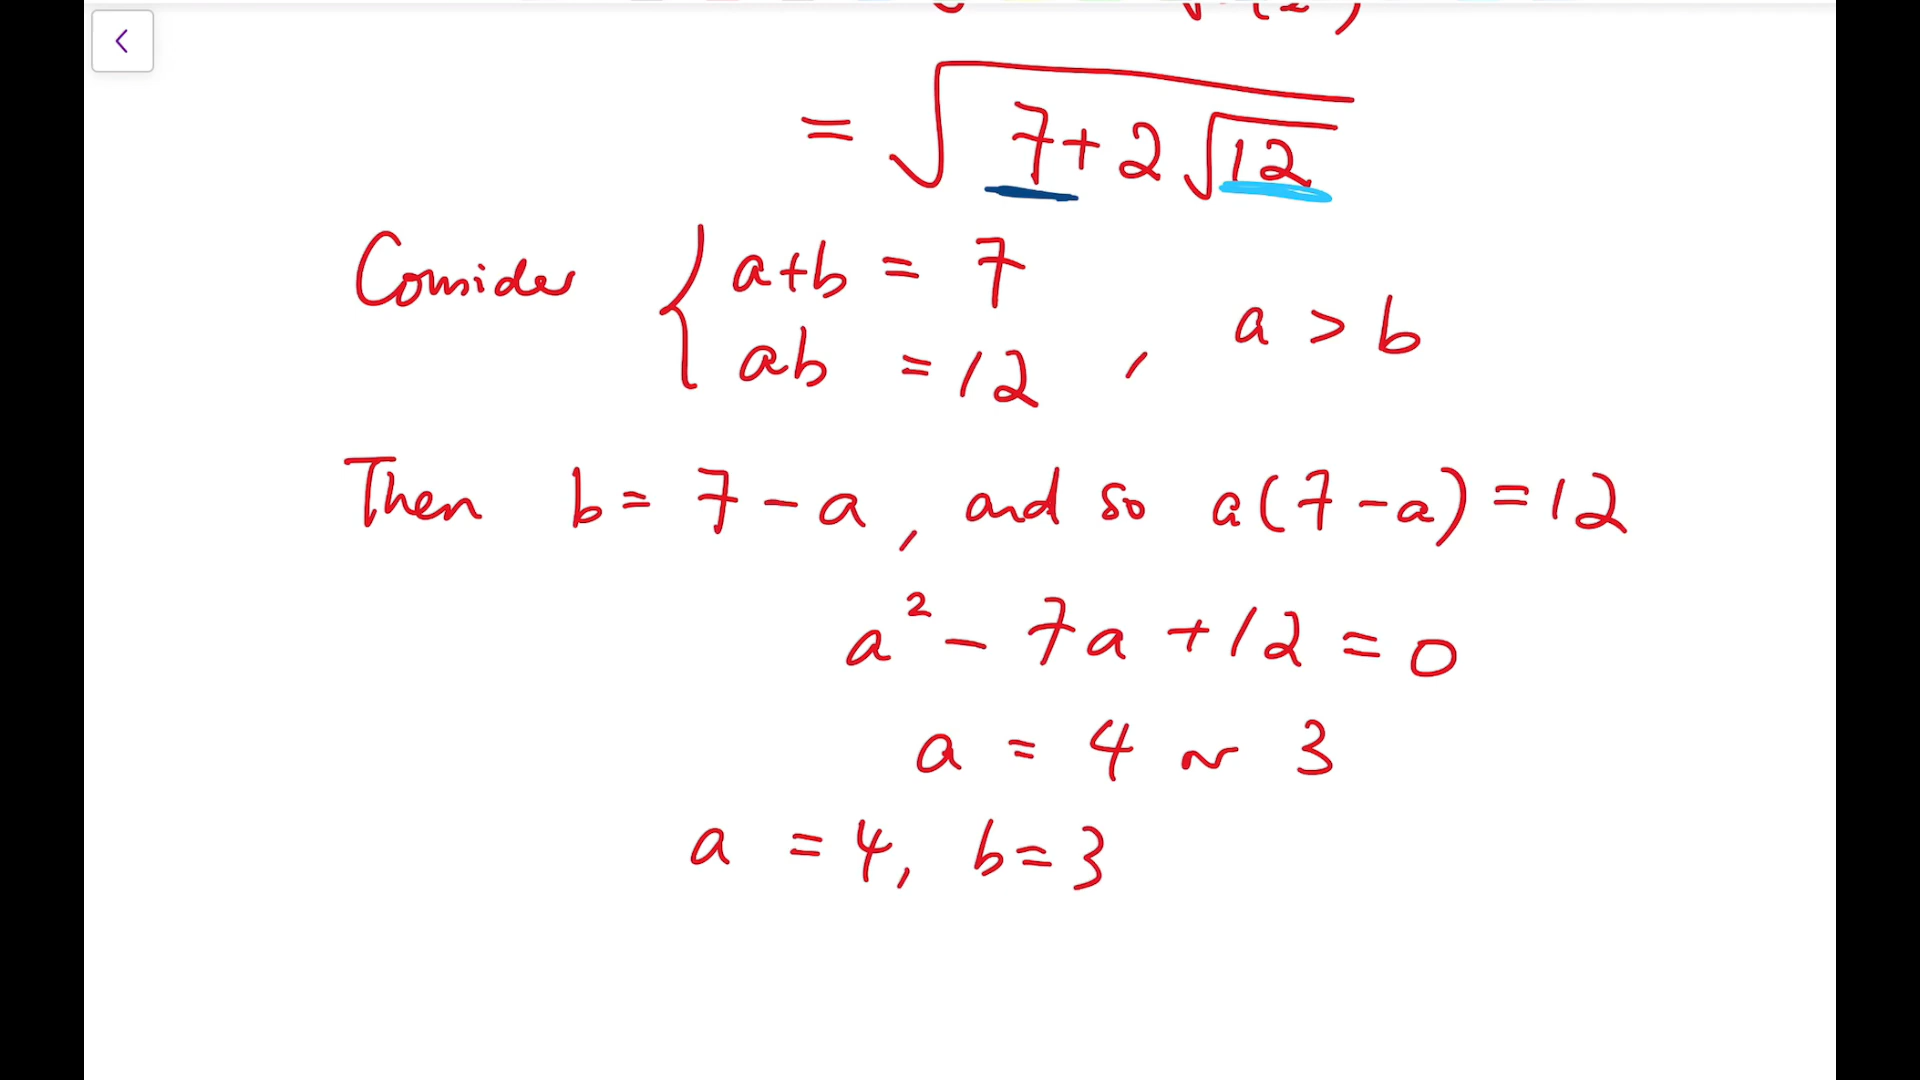 = √(7+2√12)
Consider { a+b = 7
ab = 12 , a > b
Then b = 7 - a , and so a(7-a) = 12
a² - 7a + 12 = 0
a = 4 or 3
a = 4, b = 3